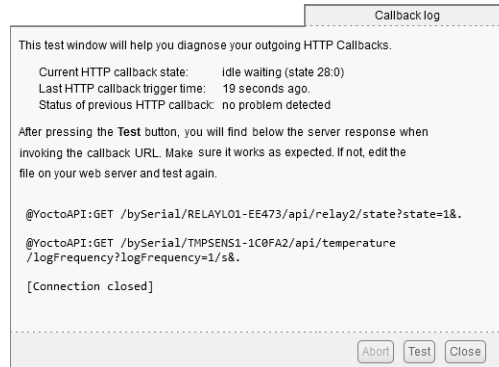 Callback log
This test window will help you diagnose your outgoing HTTP Callbacks.
Current HTTP callback state: idle waiting (state 28:0)
Last HTTP callback trigger time: 19 seconds ago.
Status of previous HTTP callback: no problem detected
After pressing the Test button, you will find below the server response when
invoking the callback URL. Make sure it works as expected. If not, edit the
file on your web server and test again.
@YoctoAPI:GET /bySerial/RELAYLO1-EE473/api/relay2/state?state=1&.
@YoctoAPI:GET /bySerial/TMPSENS1-1C0FA2/api/temperature
/logFrequency?logFrequency=1/s&.
[Connection closed]
Abort Test Close